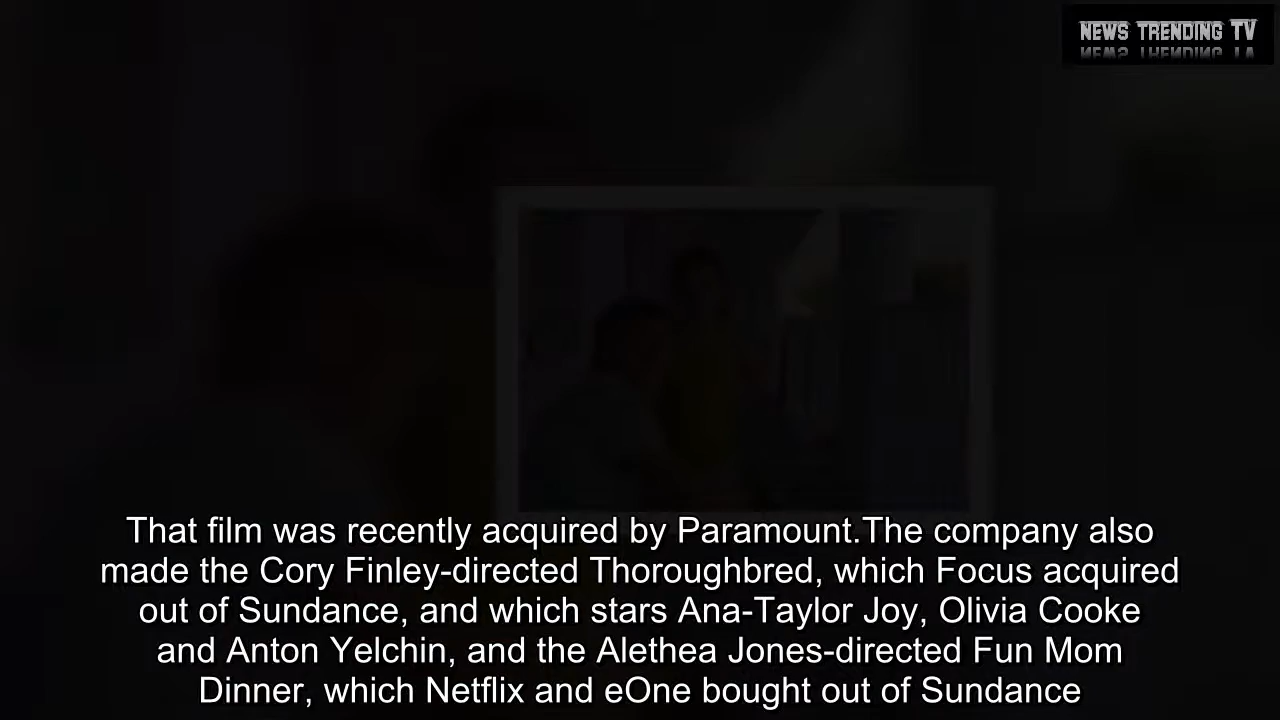 NEWS TRENDING TV
That film was recently acquired by Paramount.The company also
made the Cory Finley-directed Thoroughbred, which Focus acquired
out of Sundance, and which stars Ana-Taylor Joy, Olivia Cooke
and Anton Yelchin, and the Alethea Jones-directed Fun Mom
Dinner, which Netflix and eOne bought out of Sundance